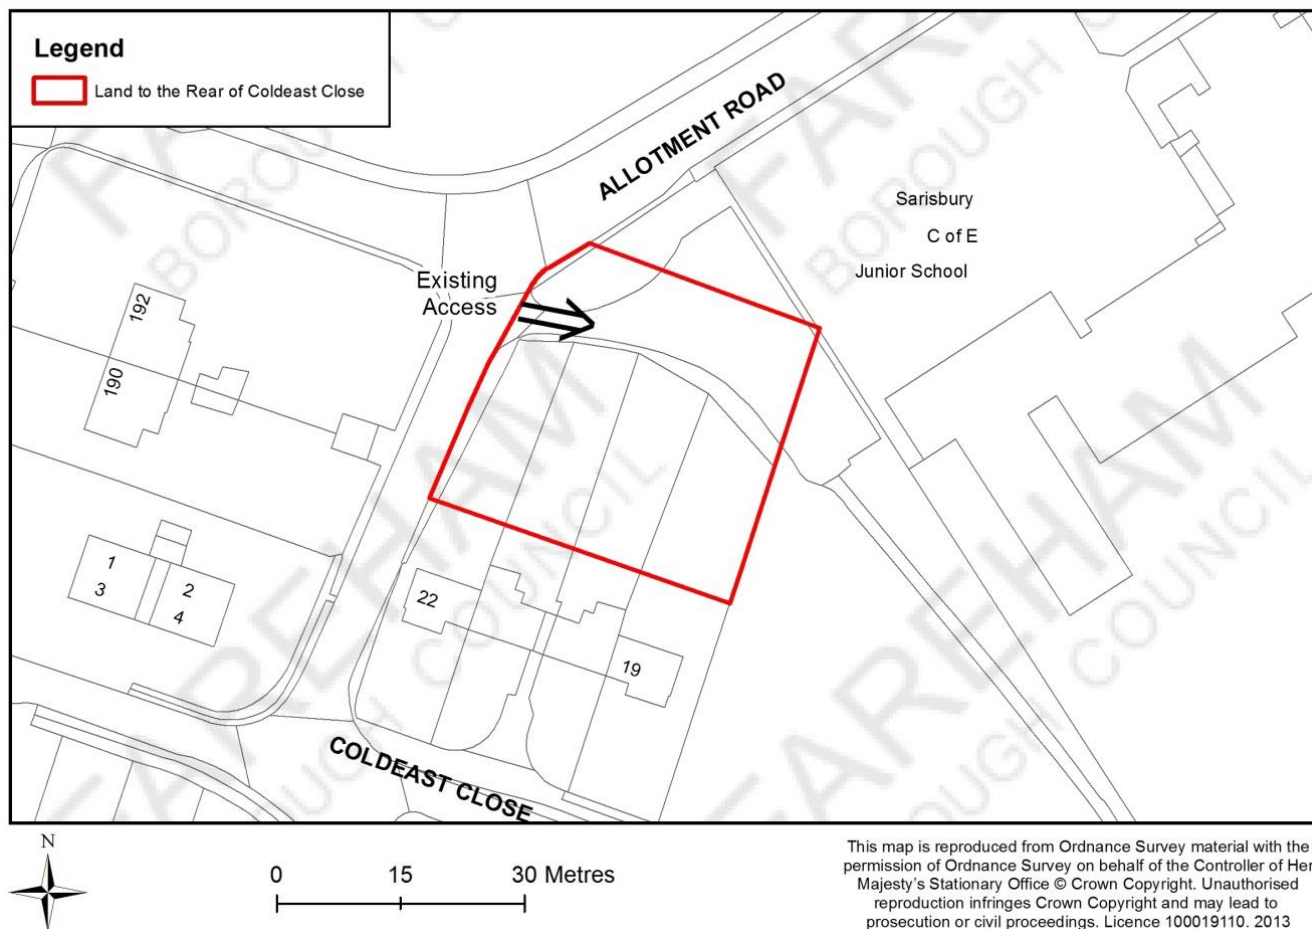 Legend
Land to the Rear of Coldeast Close
ALLOTMENT ROAD
Sarisbury
C of E
Junior School
Existing
Access
192
190
1
3
2
4
22
19
COLDEAST CLOSE
FAREHAM
BOROUGH COUNCIL
N
0 15 30 Metres
This map is reproduced from Ordnance Survey material with the
permission of Ordnance Survey on behalf of the Controller of Her
Majesty's Stationary Office © Crown Copyright. Unauthorised
reproduction infringes Crown Copyright and may lead to
prosecution or civil proceedings. Licence 100019110. 2013